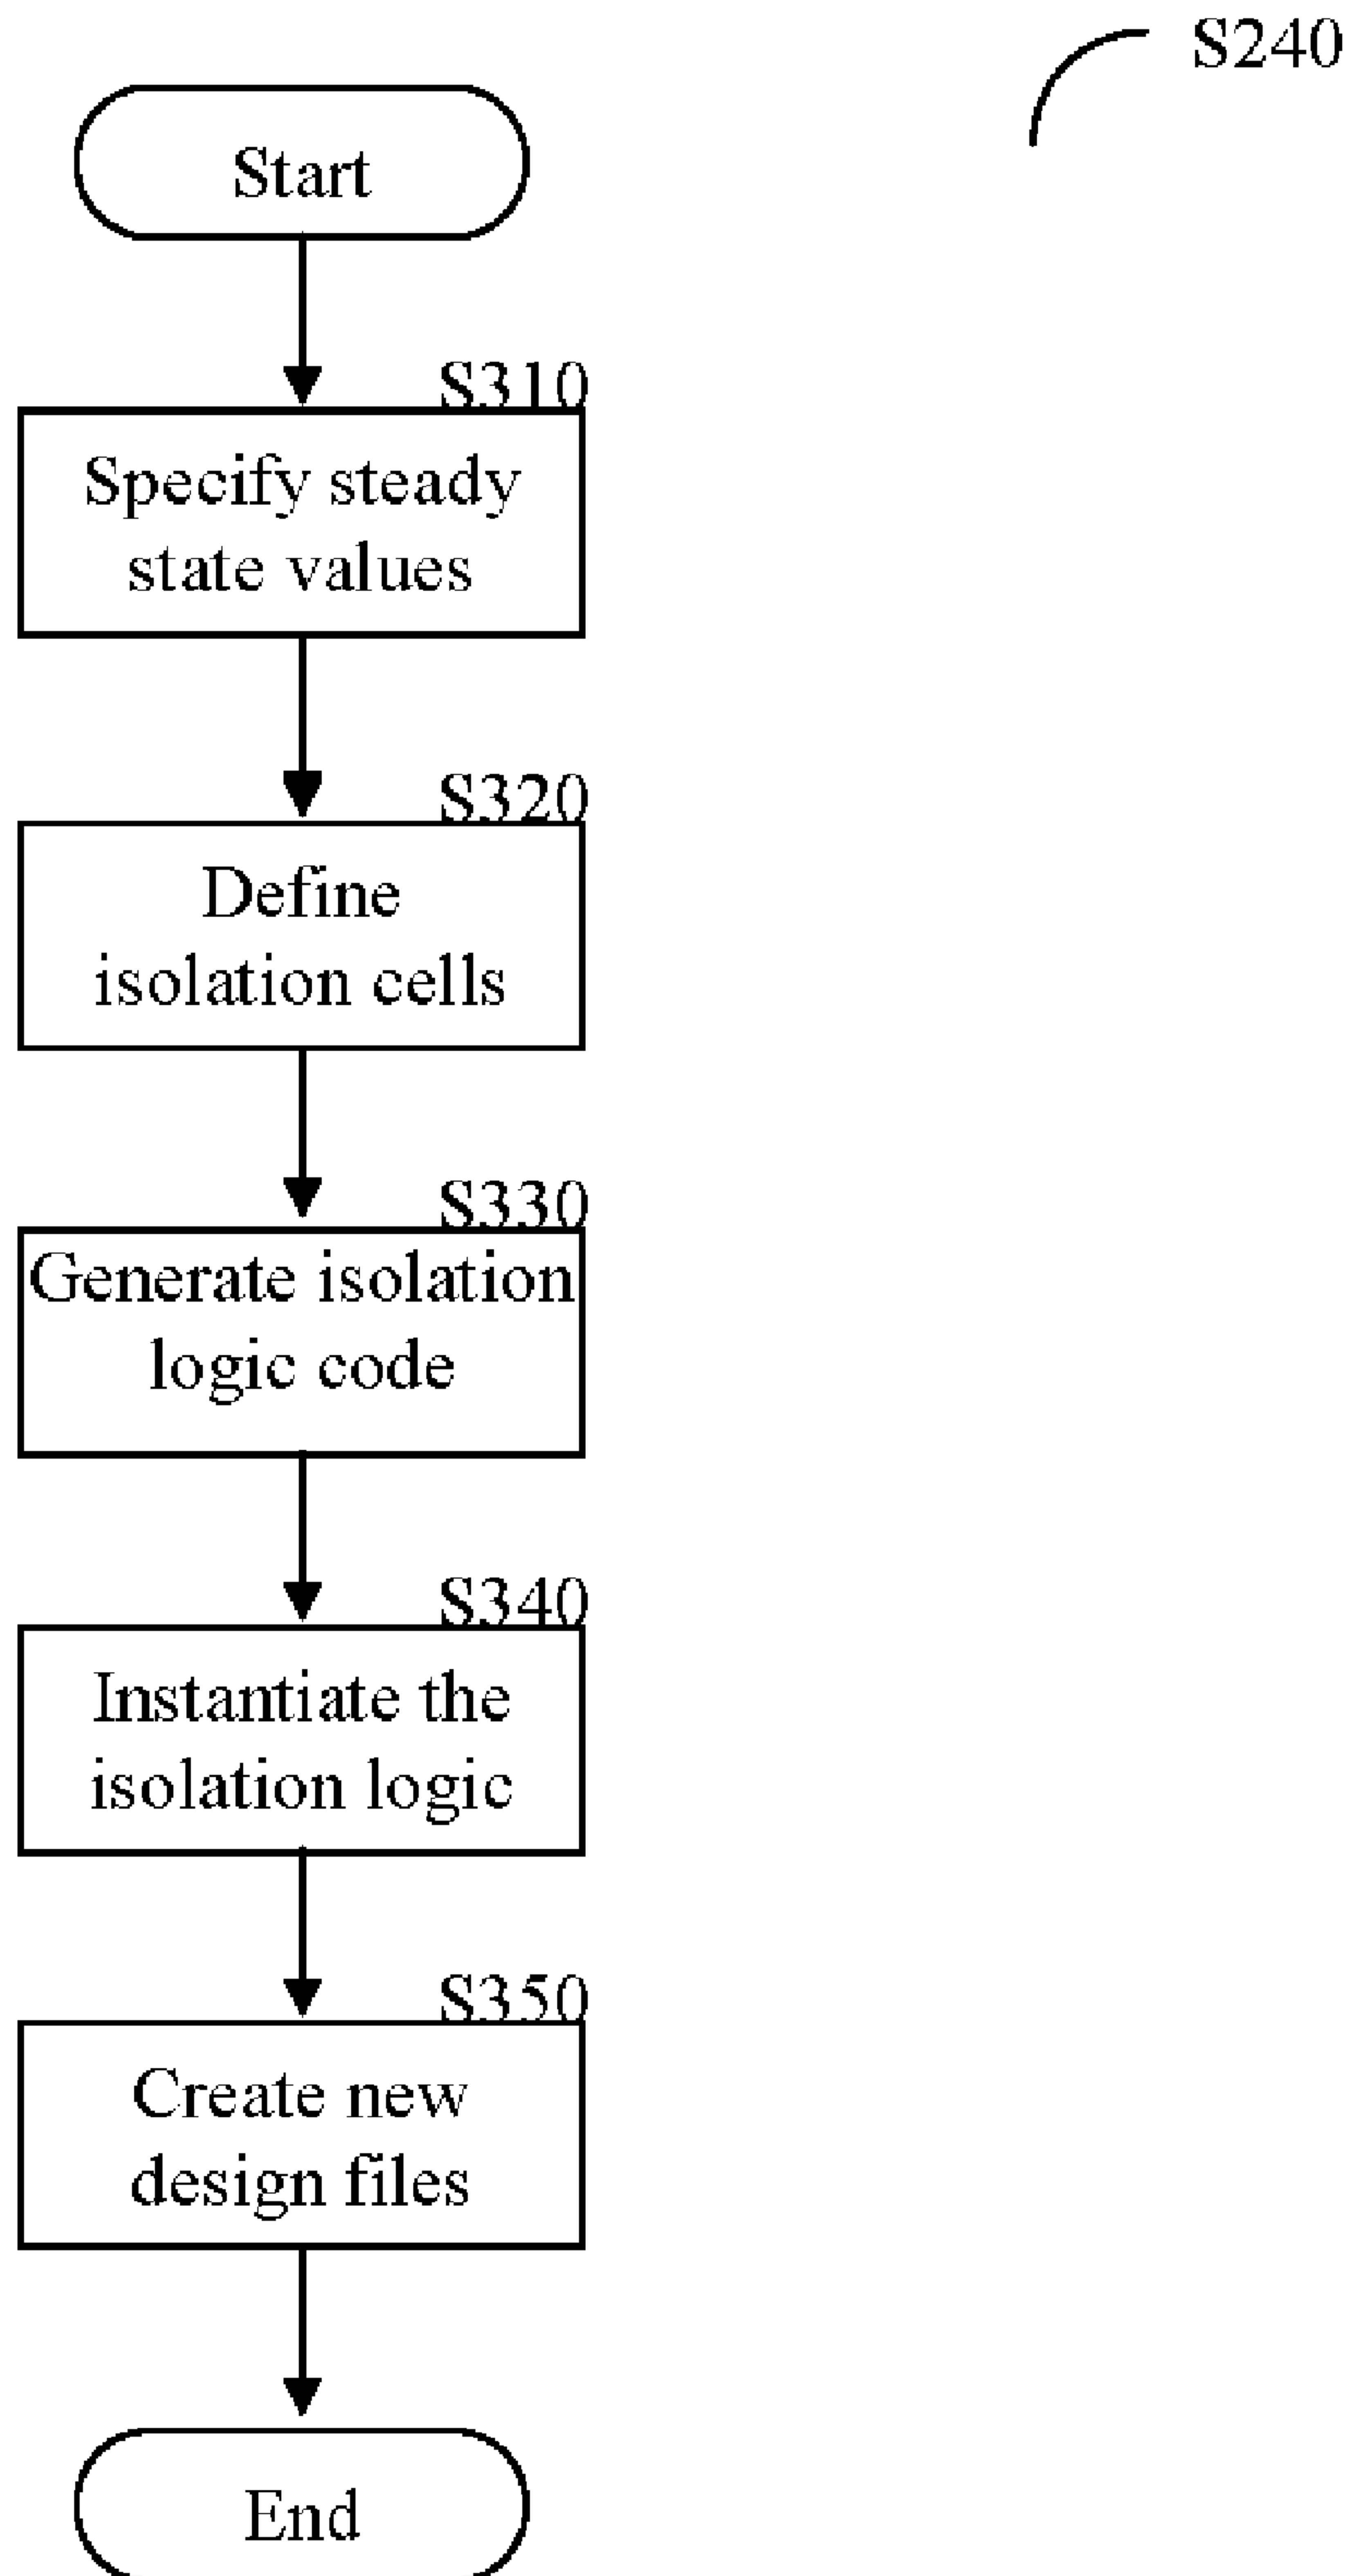 S240
Start
S310
Specify steady
state values
S320
Define
isolation cells
S330
Generate isolation
logic code
S340
Instantiate the
isolation logic
S350
Create new
design files
End